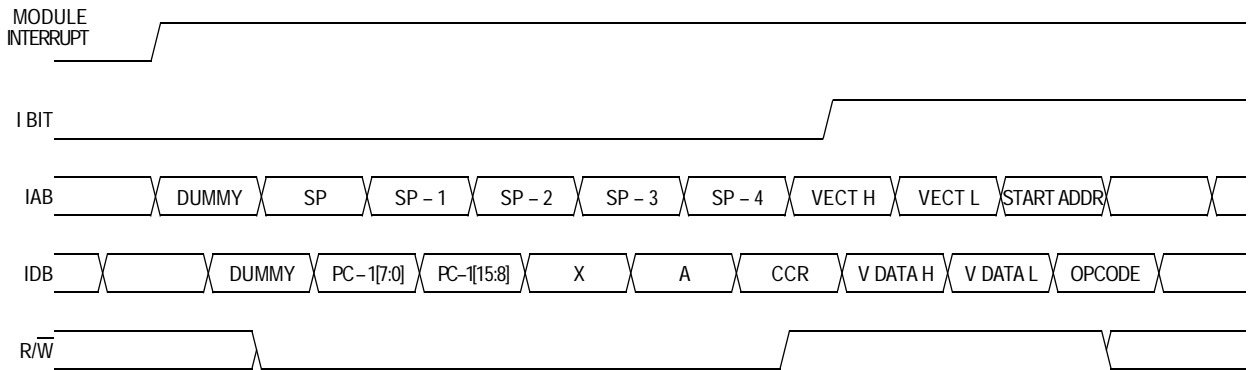 MODULE
INTERRUPT
I BIT
IAB DUMMY SP SP – 1 SP – 2 SP – 3 SP – 4 VECT H VECT L START ADDR
IDB DUMMY PC – 1[7:0] PC–1[15:8] X A CCR V DATA H V DATA L OPCODE
R/W̅